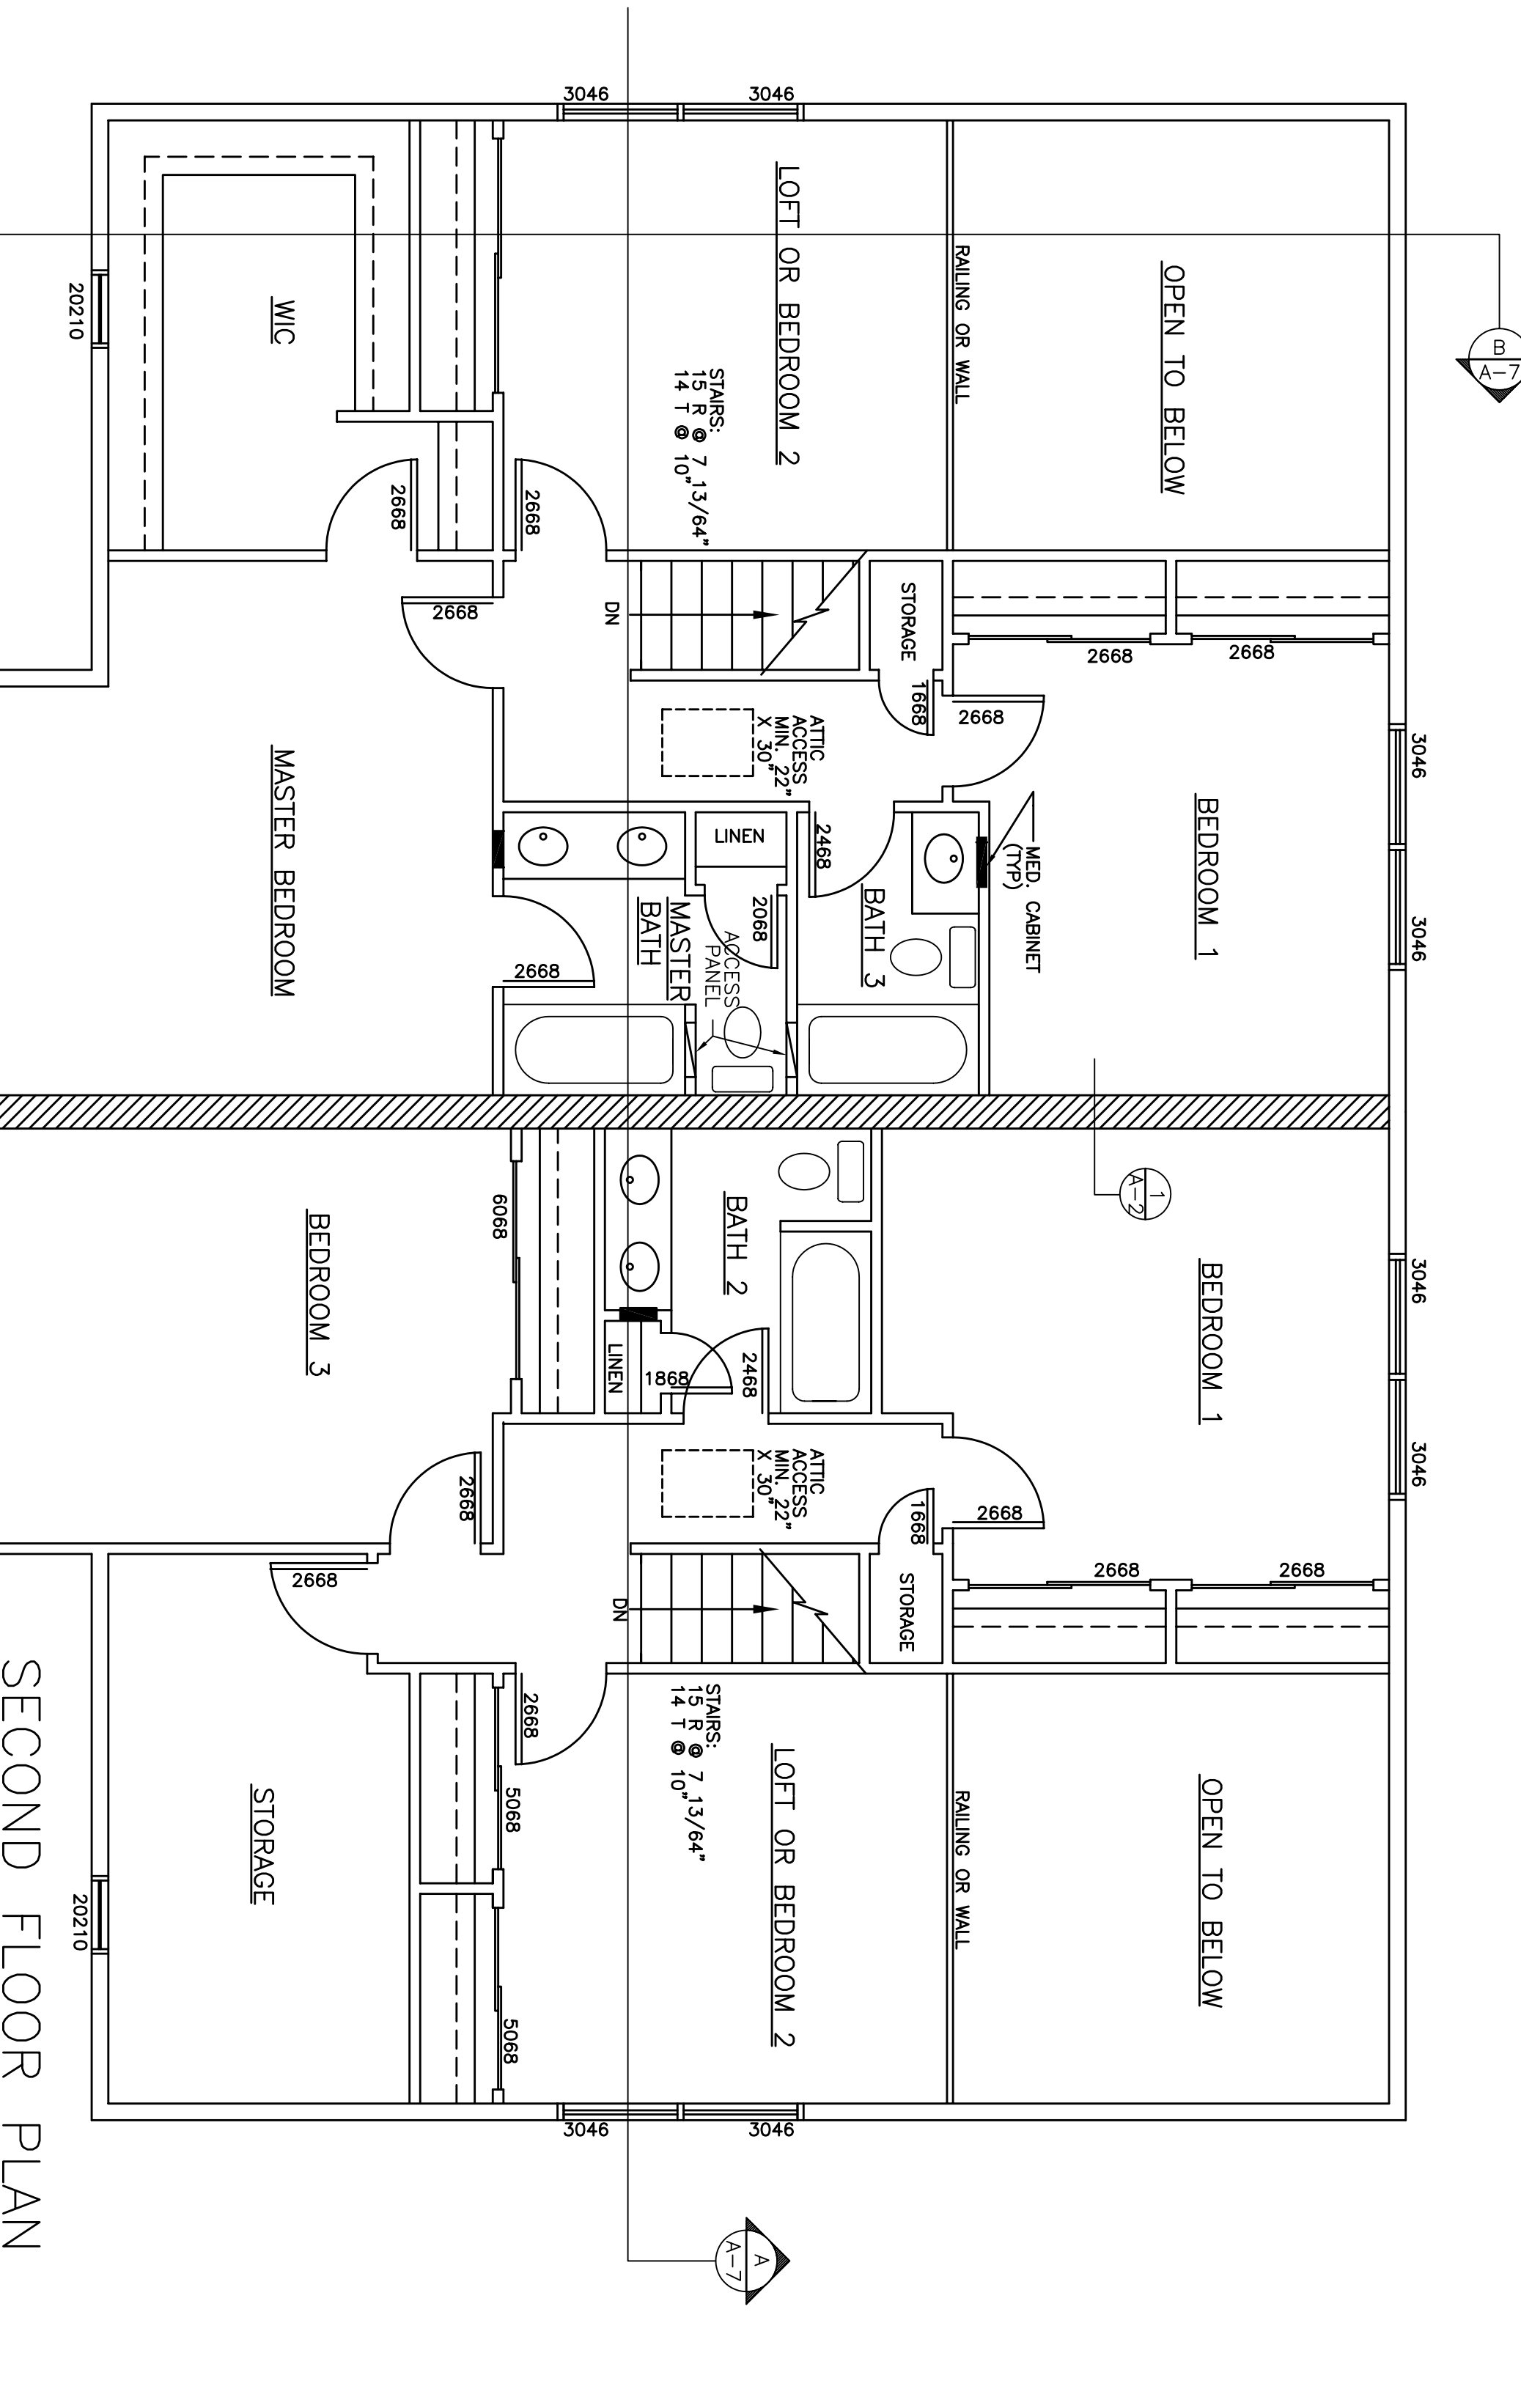 B
A-7
3046
3046
OPEN TO BELOW
RAILING OR WALL
LOFT OR BEDROOM 2
STAIRS:
15 R @ 7 13/64"
14 T @ 10"
WIC
20210
2668
2668
2668
DN
STORAGE
1668
2668
2668
2668
3046
3046
BEDROOM 1
ATTIC
ACCESS
MIN. 22"
X 30"
MED. CABINET
(TYP)
LINEN
2468
BATH 3
2068
ACCESS
PANEL
MASTER
BATH
2668
MASTER BEDROOM
1
A-2
BEDROOM 1
3046
3046
BATH 2
6068
BEDROOM 3
LINEN
1868
2468
ATTIC
ACCESS
MIN. 22"
X 30"
1668
2668
2668
2668
2668
2668
STORAGE
DN
2668
STAIRS:
15 R @ 7 13/64"
14 T @ 10"
5068
5068
LOFT OR BEDROOM 2
RAILING OR WALL
OPEN TO BELOW
STORAGE
20210
3046
3046
A
A-7
SECOND FLOOR PLAN